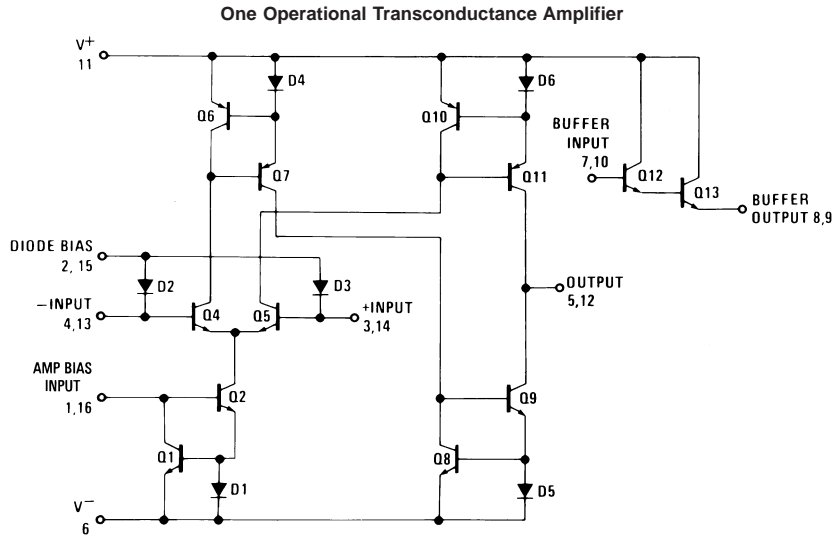 One Operational Transconductance Amplifier
V+
11
D4
D6
Q6
Q10
BUFFER
INPUT
7,10
Q7
Q11
Q12
Q13
BUFFER
OUTPUT 8,9
DIODE BIAS
2, 15
D2
D3
OUTPUT
5,12
—INPUT
4,13
Q4
Q5
+INPUT
3,14
AMP BIAS
INPUT
1,16
Q2
Q9
Q1
Q8
D1
D5
V—
6